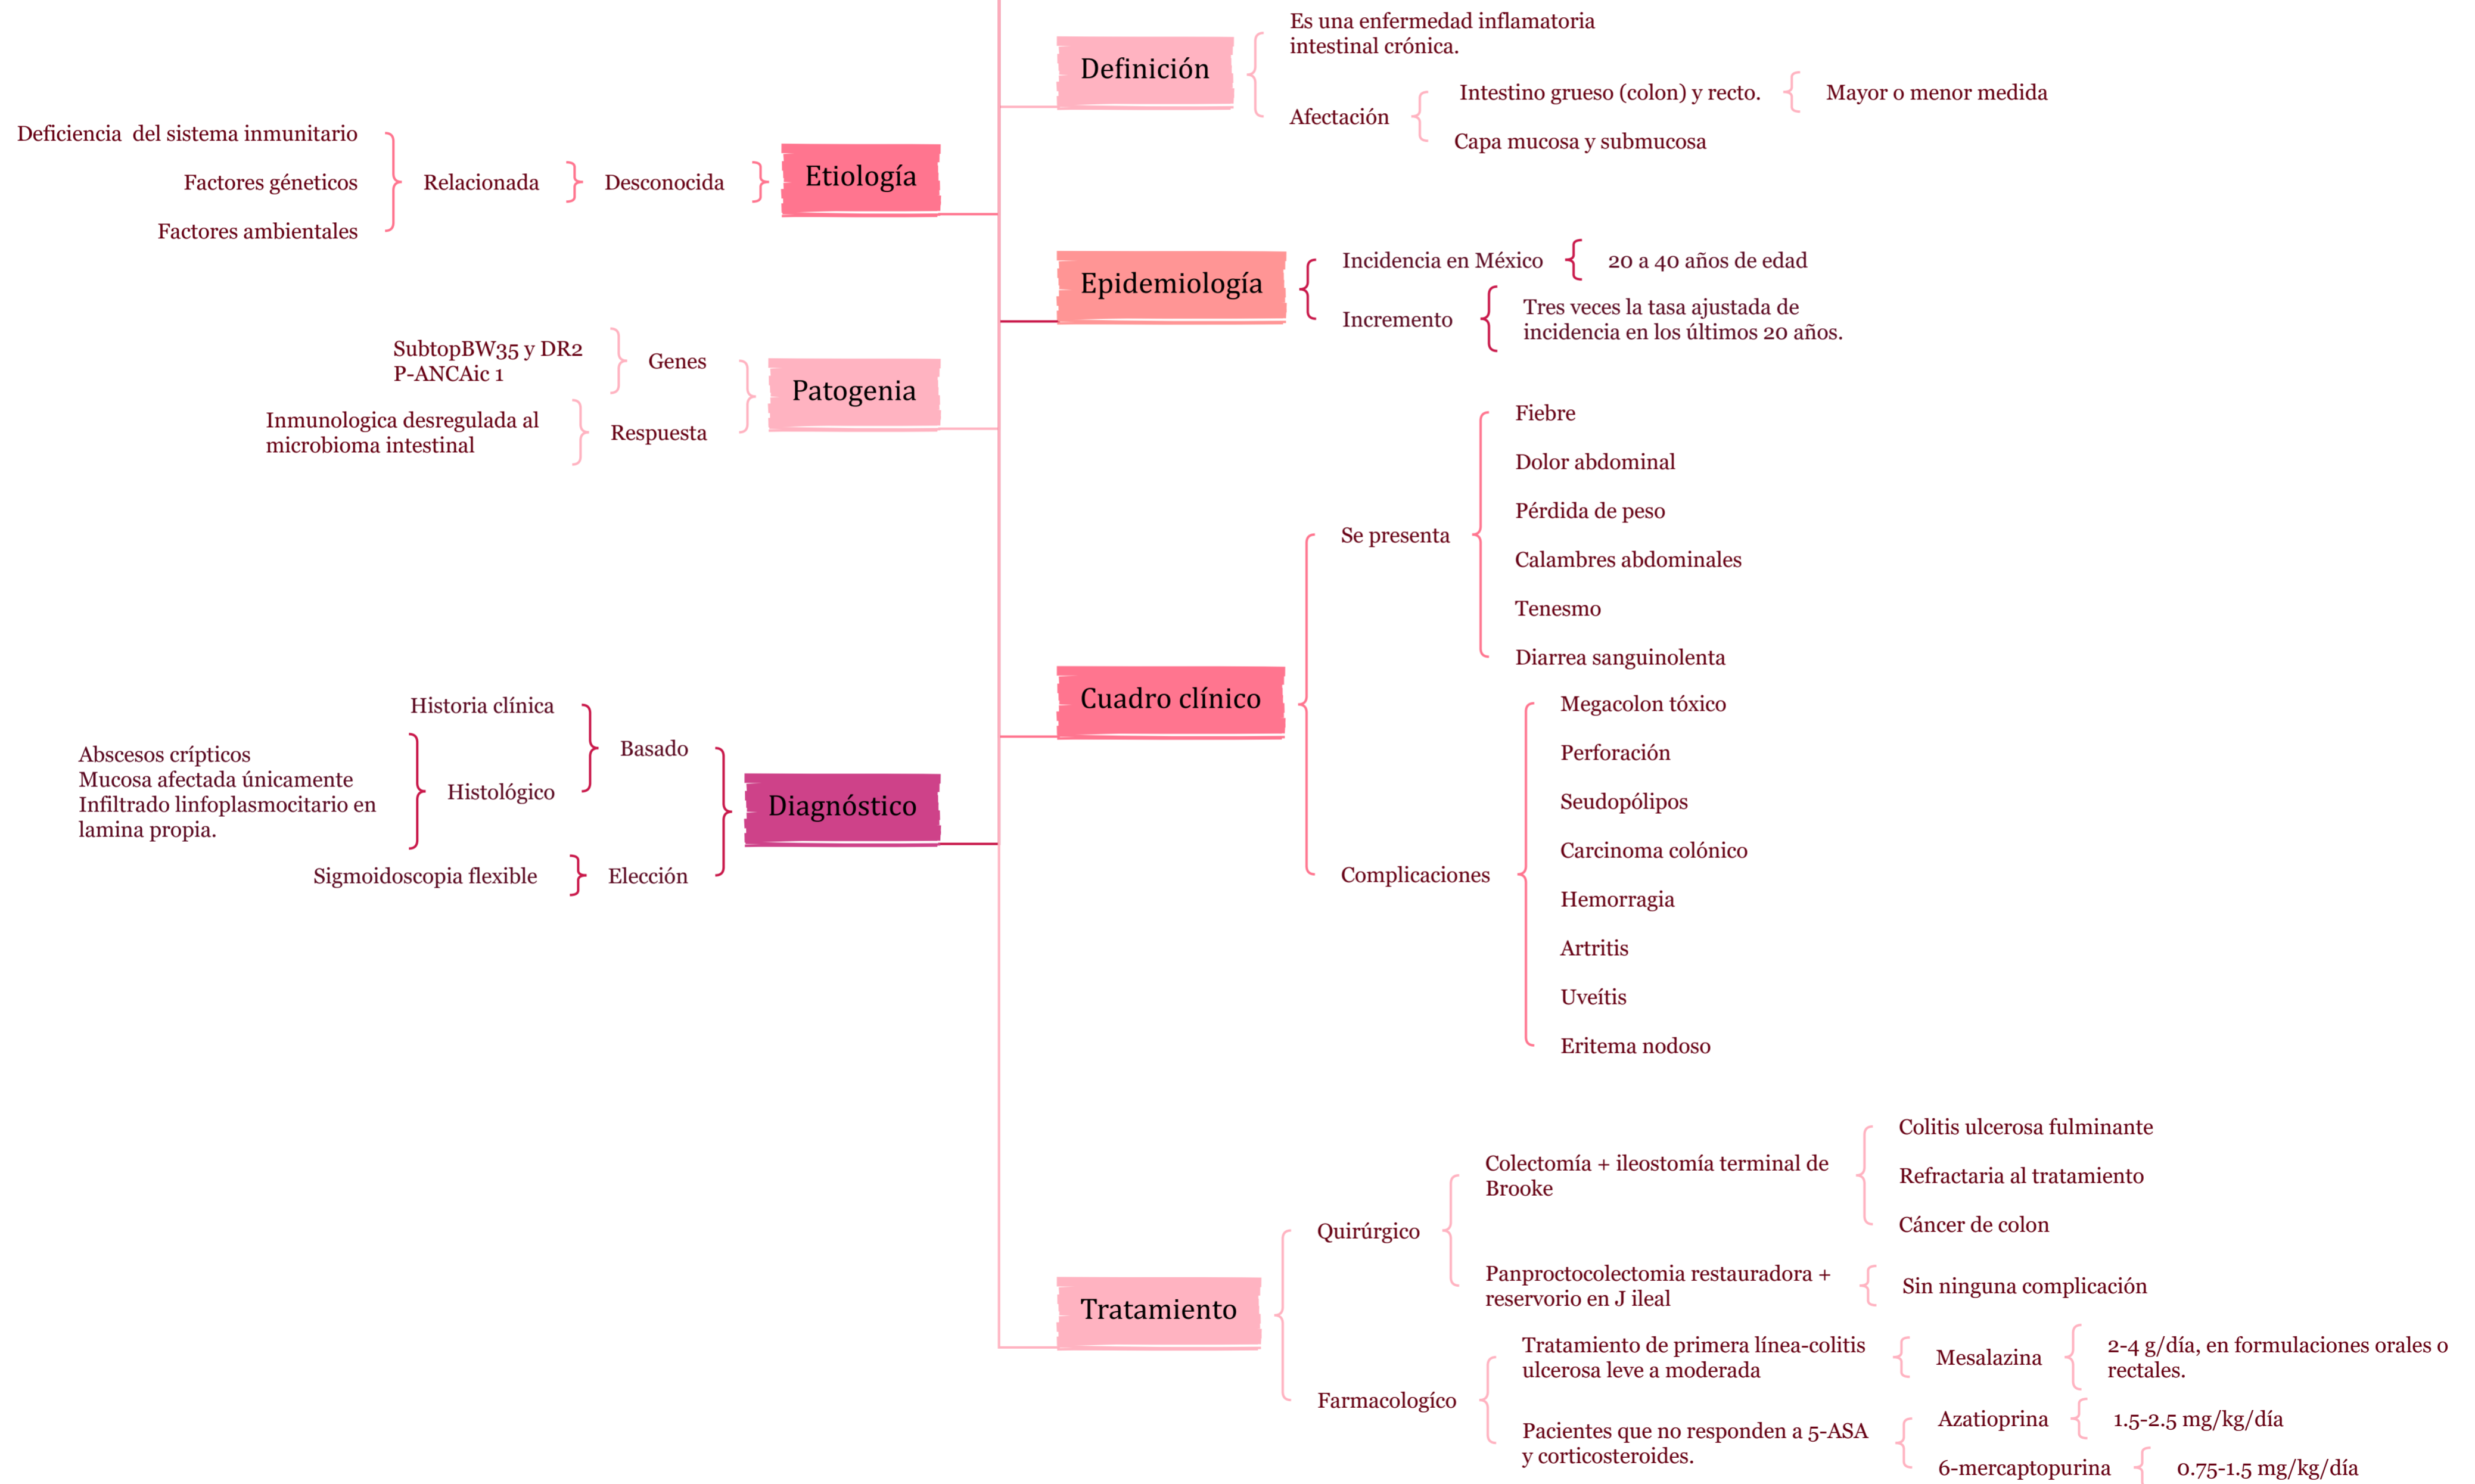 Definición
Es una enfermedad inflamatoria
intestinal crónica.
Afectación
Intestino grueso (colon) y recto.
Mayor o menor medida
Capa mucosa y submucosa
Etiología
Desconocida
Relacionada
Deficiencia del sistema inmunitario
Factores géneticos
Factores ambientales
Epidemiología
Incidencia en México
20 a 40 años de edad
Incremento
Tres veces la tasa ajustada de
incidencia en los últimos 20 años.
Patogenia
Genes
SubtopBW35 y DR2
P-ANCAic 1
Respuesta
Inmunologica desregulada al
microbioma intestinal
Cuadro clínico
Se presenta
Fiebre
Dolor abdominal
Pérdida de peso
Calambres abdominales
Tenesmo
Diarrea sanguinolenta
Complicaciones
Megacolon tóxico
Perforación
Seudopólipos
Carcinoma colónico
Hemorragia
Artritis
Uveítis
Eritema nodoso
Diagnóstico
Basado
Historia clínica
Histológico
Abscesos crípticos
Mucosa afectada únicamente
Infiltrado linfoplasmocitario en
lamina propia.
Elección
Sigmoidoscopia flexible
Tratamiento
Quirúrgico
Colectomía + ileostomía terminal de
Brooke
Colitis ulcerosa fulminante
Refractaria al tratamiento
Cáncer de colon
Panproctocolectomia restauradora +
reservorio en J ileal
Sin ninguna complicación
Farmacologíco
Tratamiento de primera línea-colitis
ulcerosa leve a moderada
Mesalazina
2-4 g/día, en formulaciones orales o
rectales.
Pacientes que no responden a 5-ASA
y corticosteroides.
Azatioprina
1.5-2.5 mg/kg/día
6-mercaptopurina
0.75-1.5 mg/kg/día